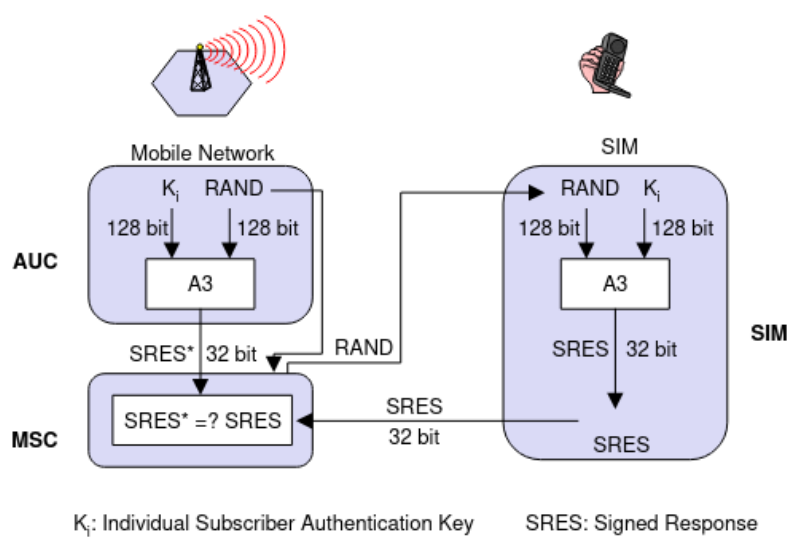 Mobile Network
SIM
Ki RAND
RAND Ki
128 bit 128 bit
128 bit 128 bit
AUC
A3
A3
SIM
SRES* 32 bit
RAND
SRES 32 bit
MSC
SRES* =? SRES
SRES
32 bit
SRES
Ki: Individual Subscriber Authentication Key
SRES: Signed Response